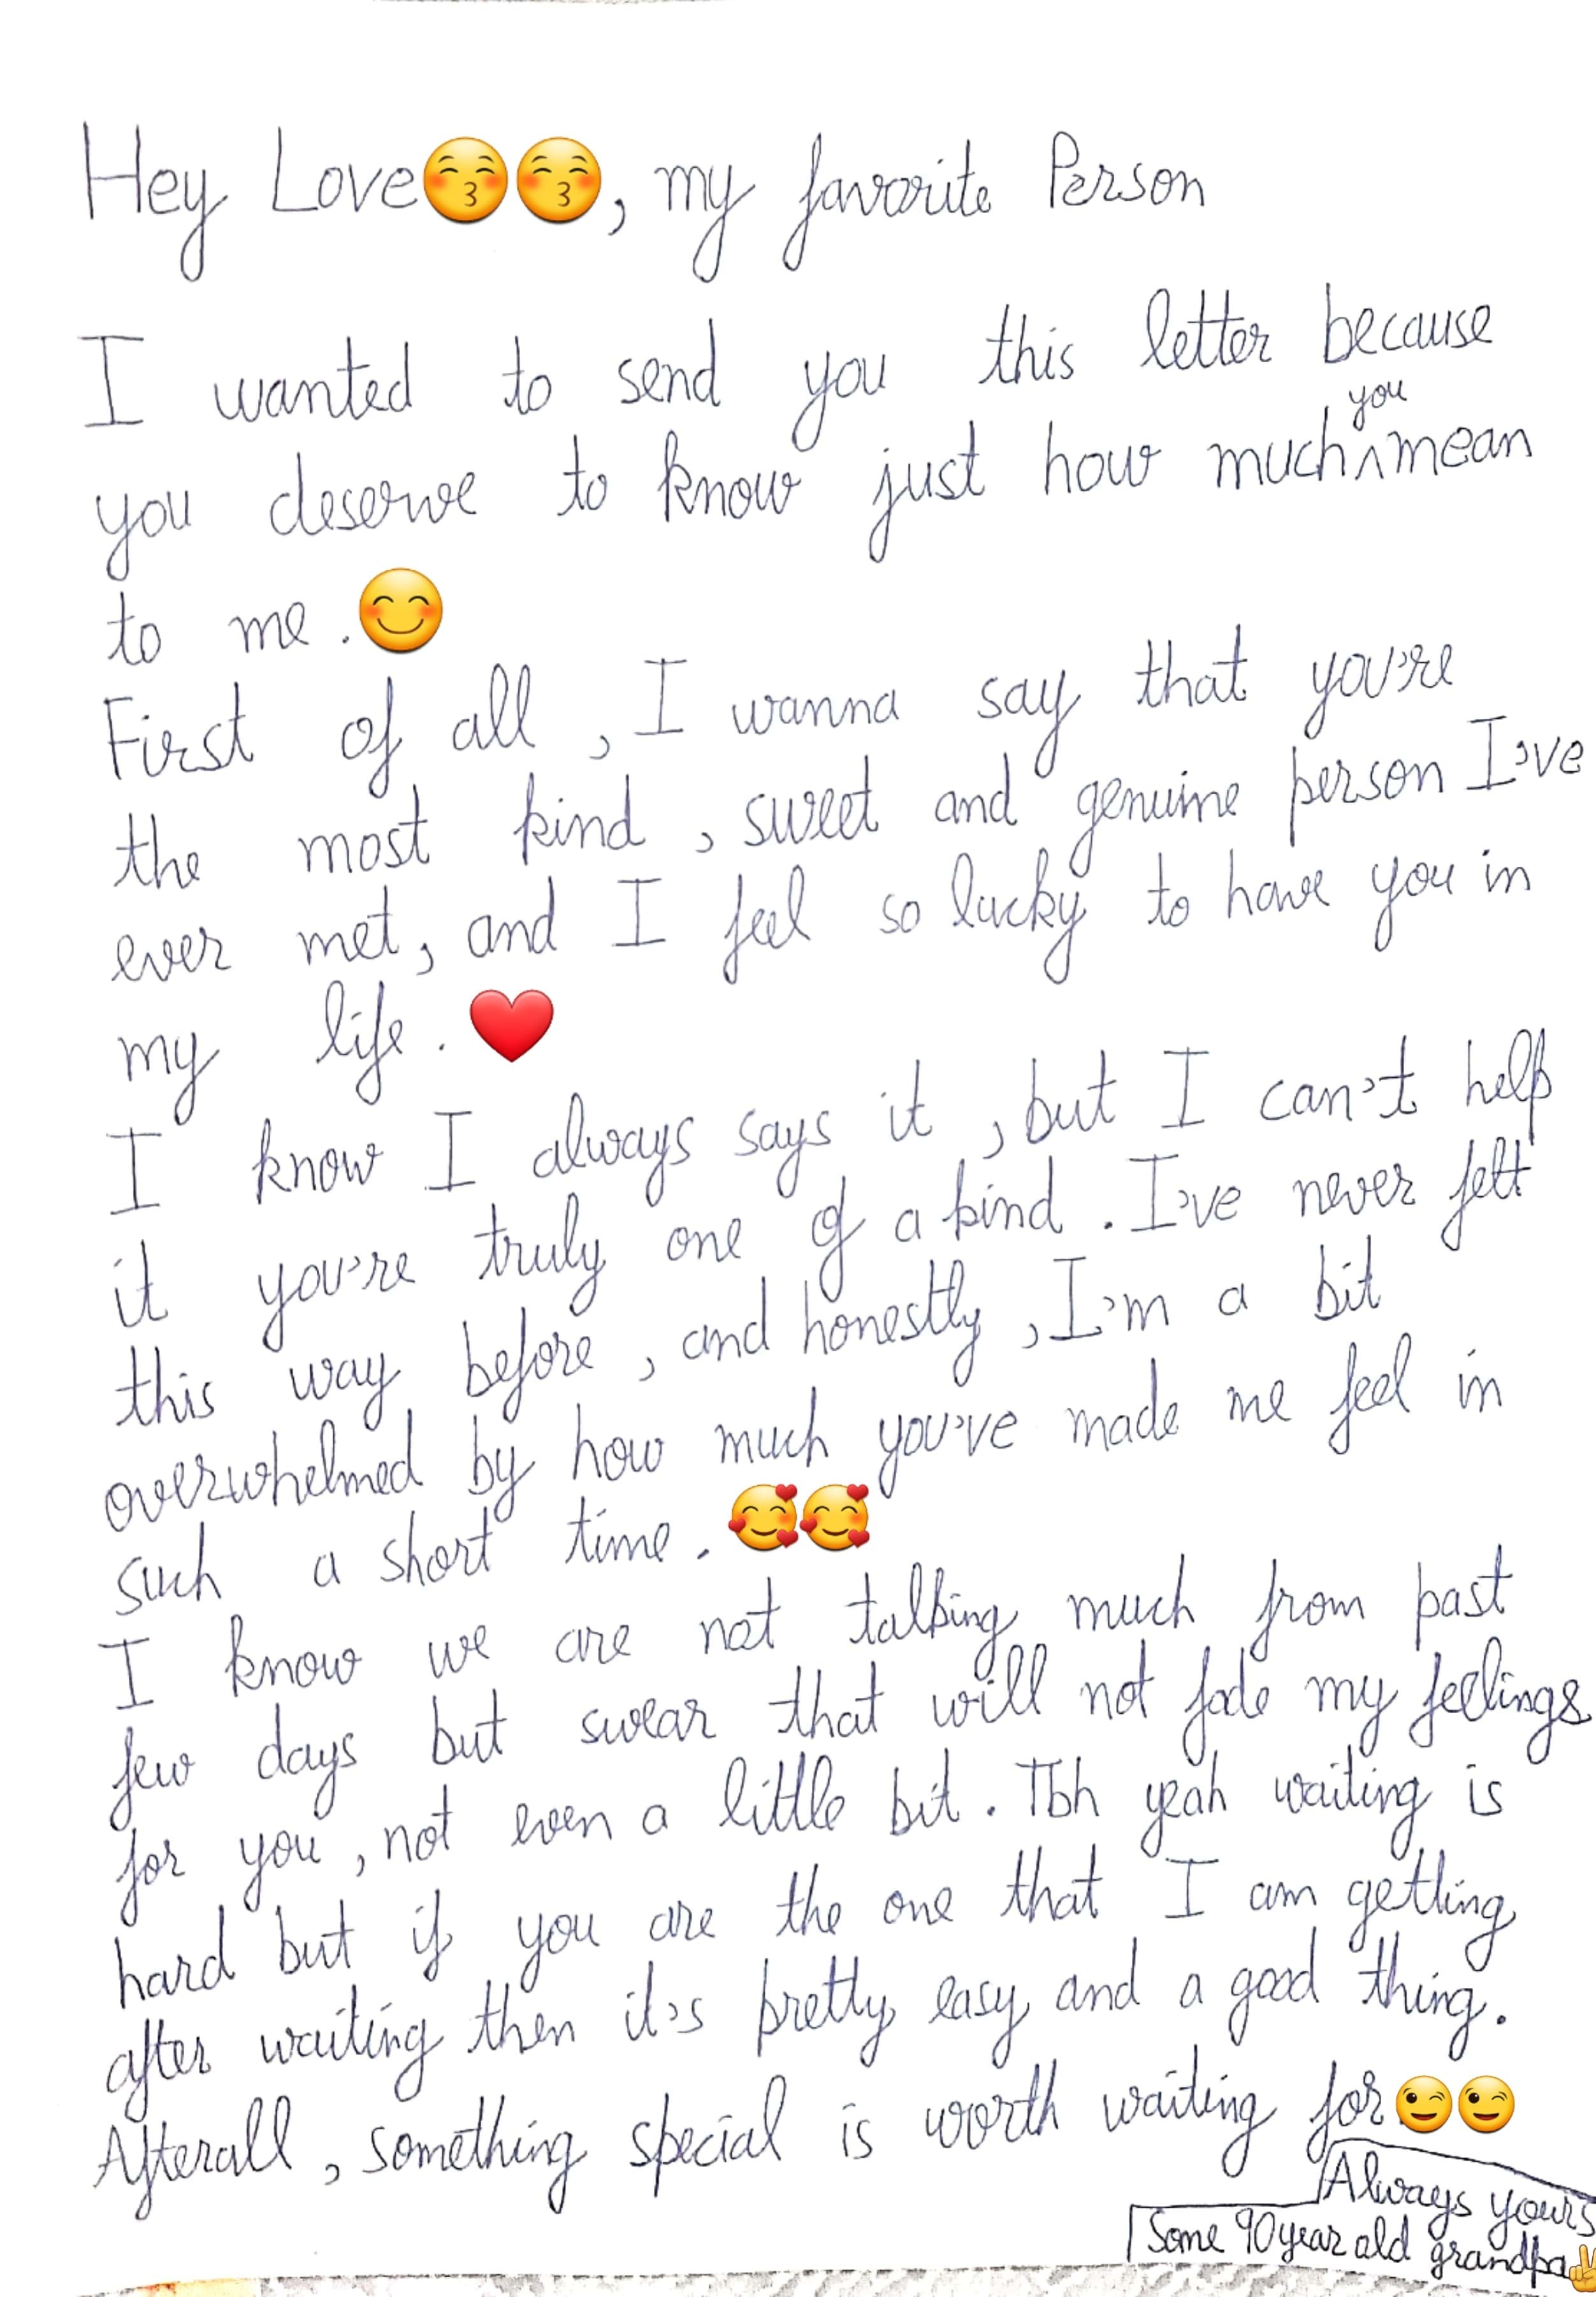 Hey Love😚😚, my favorite Person
I wanted to send you this letter because
you deserve to know just how much^you mean
to me.😊
First of all, I wanna say that you're
the most kind, sweet and genuine person I've
ever met, and I feel so lucky to have you in
my life.❤️
I know I always says it, but I can't help
it you're truly one of a kind. I've never felt
this way before, and honestly, I'm a bit
overwhelmed by how much you've made me feel in
such a short time.🥰🥰
I know we are not talking much from past
few days but swear that will not fade my feelings
for you, not even a little bit. Tbh yeah waiting is
hard but if you are the one that I am getting
after waiting then it's pretty easy and a good thing.
Afterall, something special is worth waiting for😉😉
Always yours
Some 90 year old grandpa✌️